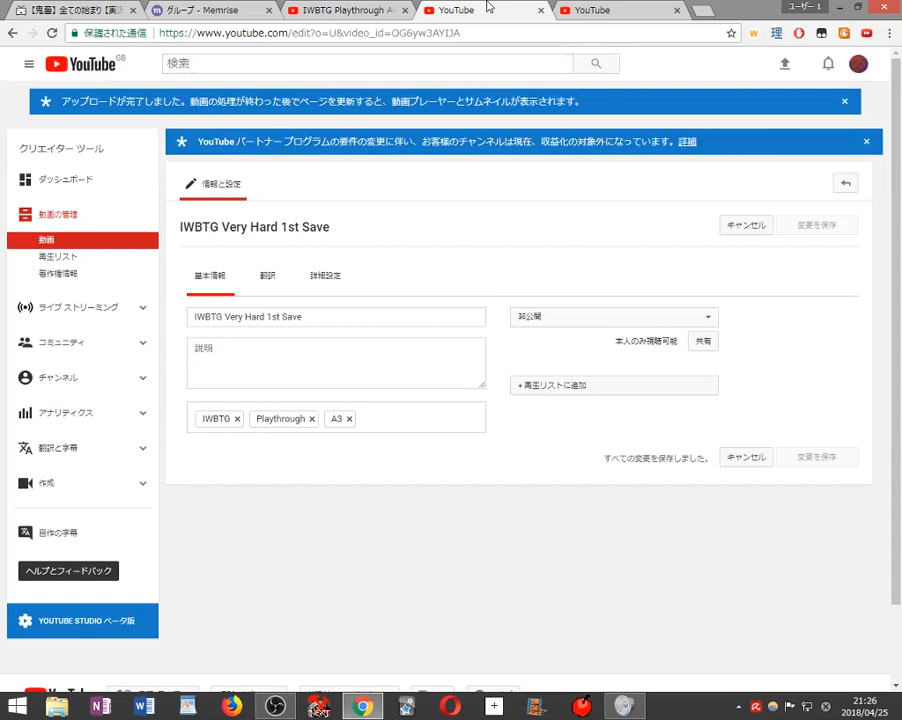 【鬼畜】全ての始まり【実況
グループ - Memrise
IWBTG Playthrough A
YouTube
YouTube
ユーザー 1
保護された通信
https://www.youtube.com/edit?o=U&video_id=OG6yw3AYIJA
YouTube GB
検索
アップロードが完了しました。動画の処理が終わった後でページを更新すると、動画プレーヤーとサムネイルが表示されます。
クリエイター ツール
YouTube パートナー プログラムの要件の変更に伴い、お客様のチャンネルは現在、収益化の対象外になっています。 詳細
ダッシュボード
情報と設定
動画の管理
IWBTG Very Hard 1st Save
キャンセル
変更を保存
動画
再生リスト
著作権情報
基本情報
翻訳
詳細設定
ライブ ストリーミング
IWBTG Very Hard 1st Save
非公開
コミュニティ
説明
本人のみ視聴可能
共有
チャンネル
+ 再生リストに追加
アナリティクス
IWBTG
Playthrough
A3
翻訳と字幕
すべての変更を保存しました。
キャンセル
変更を保存
作成
自作の字幕
ヘルプとフィードバック
YOUTUBE STUDIO ベータ版
21:26
2018/04/25